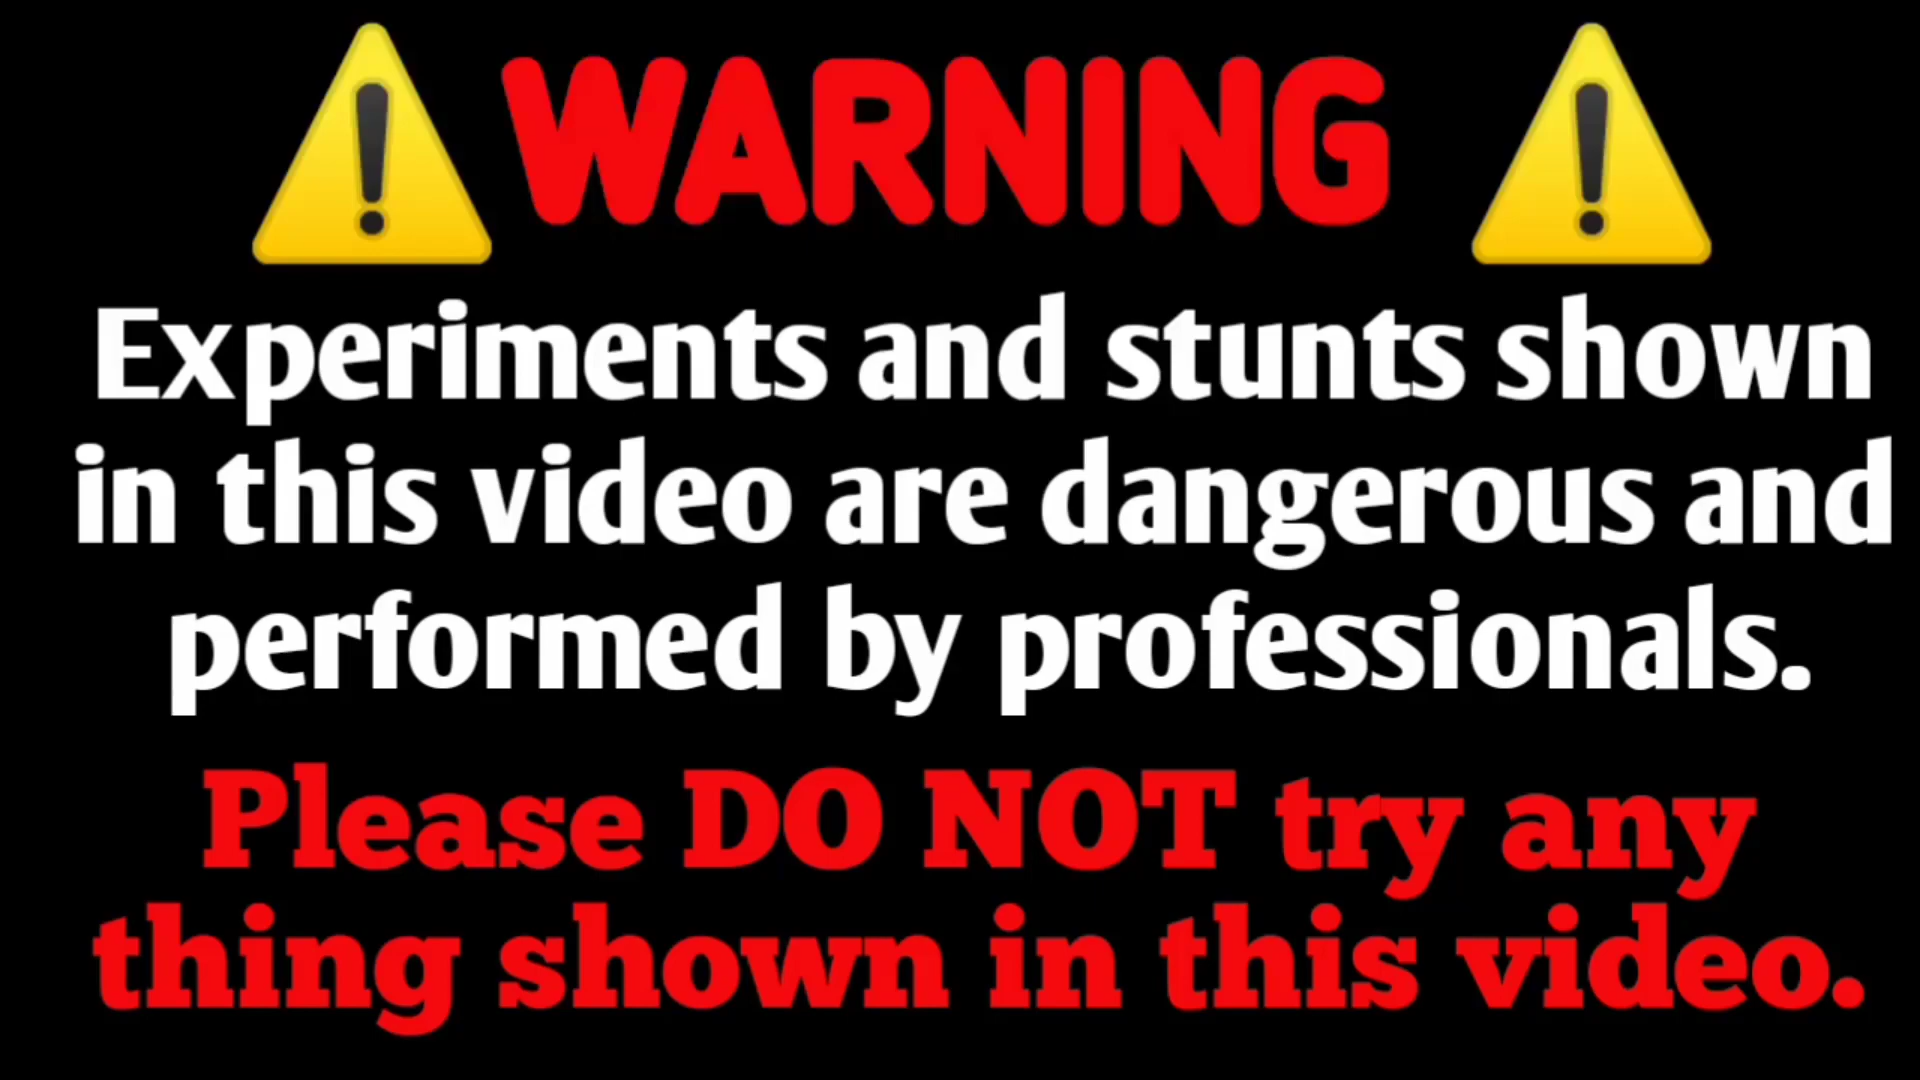 WARNING
Experiments and stunts shown
in this video are dangerous and
performed by professionals.
Please DO NOT try any
thing shown in this video.